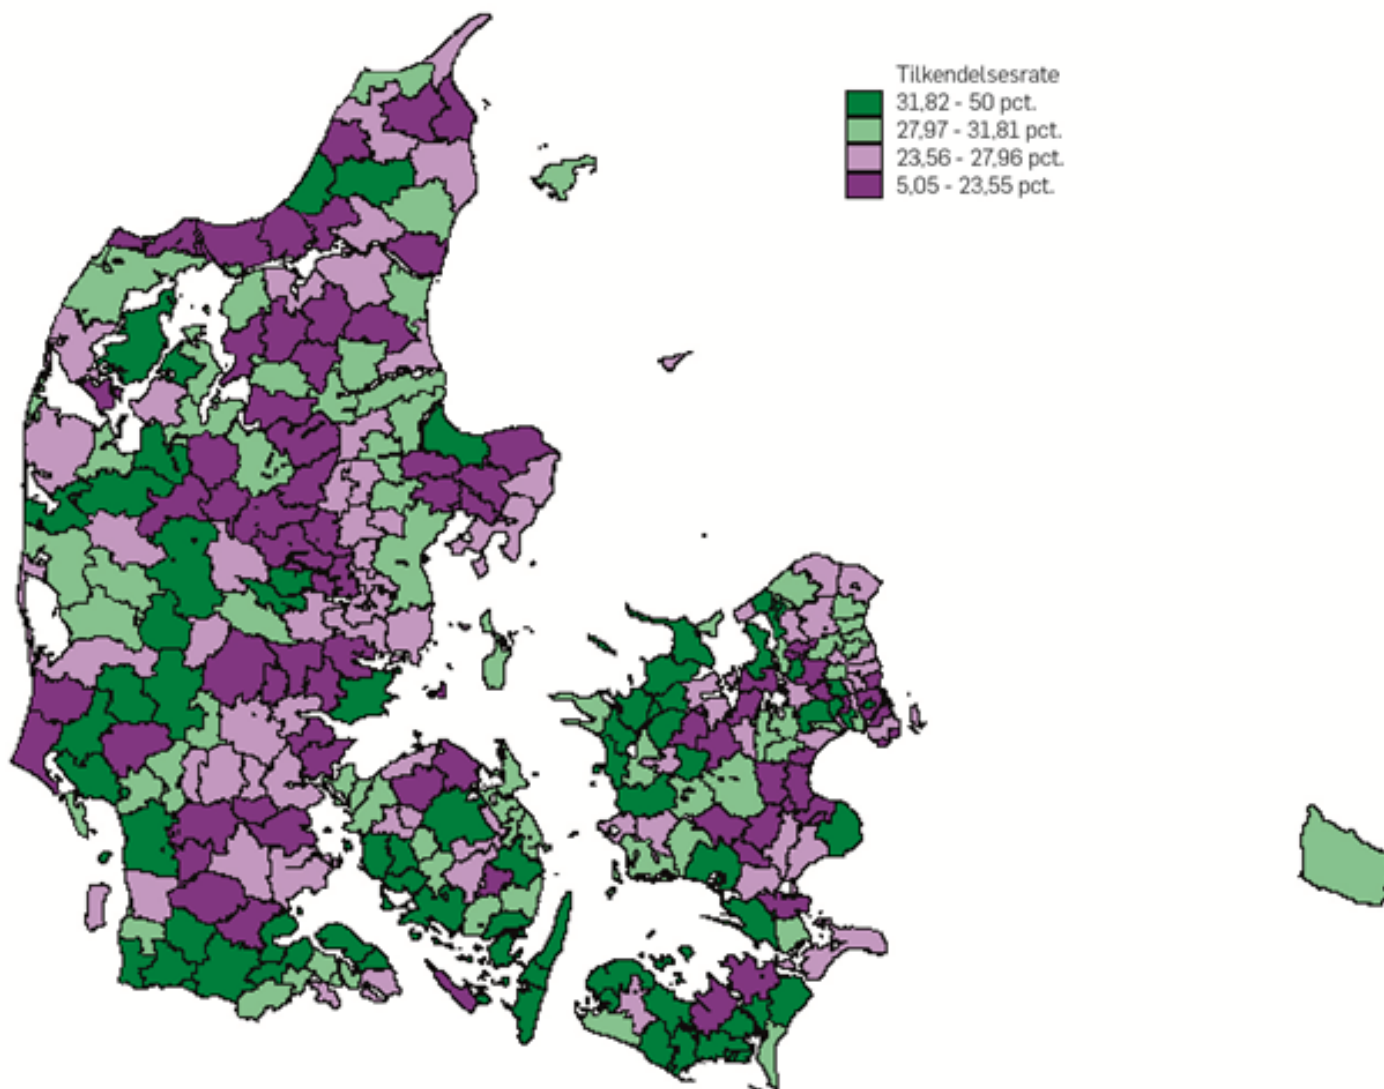 Tilkendelsesrate
31,82 - 50 pct.
27,97 - 31,81 pct.
23,56 - 27,96 pct.
5,05 - 23,55 pct.